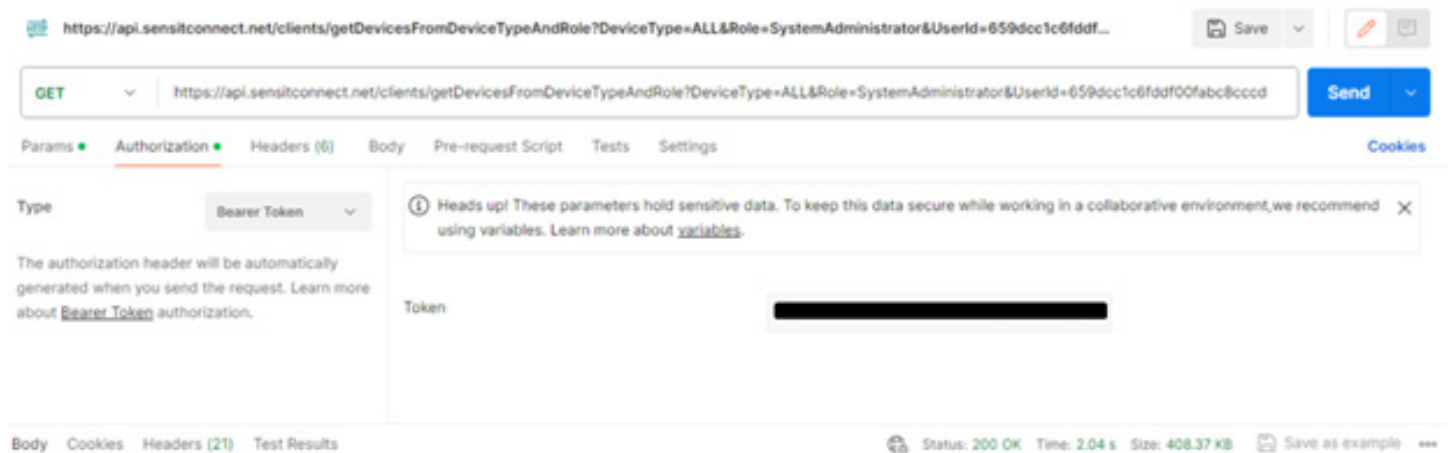 https://api.sensitconnect.net/clients/getDevicesFromDeviceTypeAndRole?DeviceType=ALL&Role=SystemAdministrator&UserId=659dcc1c6fddf...
Save
GET
https://api.sensitconnect.net/clients/getDevicesFromDeviceTypeAndRole?DeviceType=ALL&Role=SystemAdministrator&UserId=659dcc1c6fddf00fabc8cccd
Send
Params Authorization Headers (6) Body Pre-request Script Tests Settings Cookies
Type
Bearer Token
The authorization header will be automatically
generated when you send the request. Learn more
about Bearer Token authorization.
Heads up! These parameters hold sensitive data. To keep this data secure while working in a collaborative environment,we recommend
using variables. Learn more about variables.
Token
Body Cookies Headers (21) Test Results
Status: 200 OK Time: 2.04 s Size: 408.37 KB Save as example